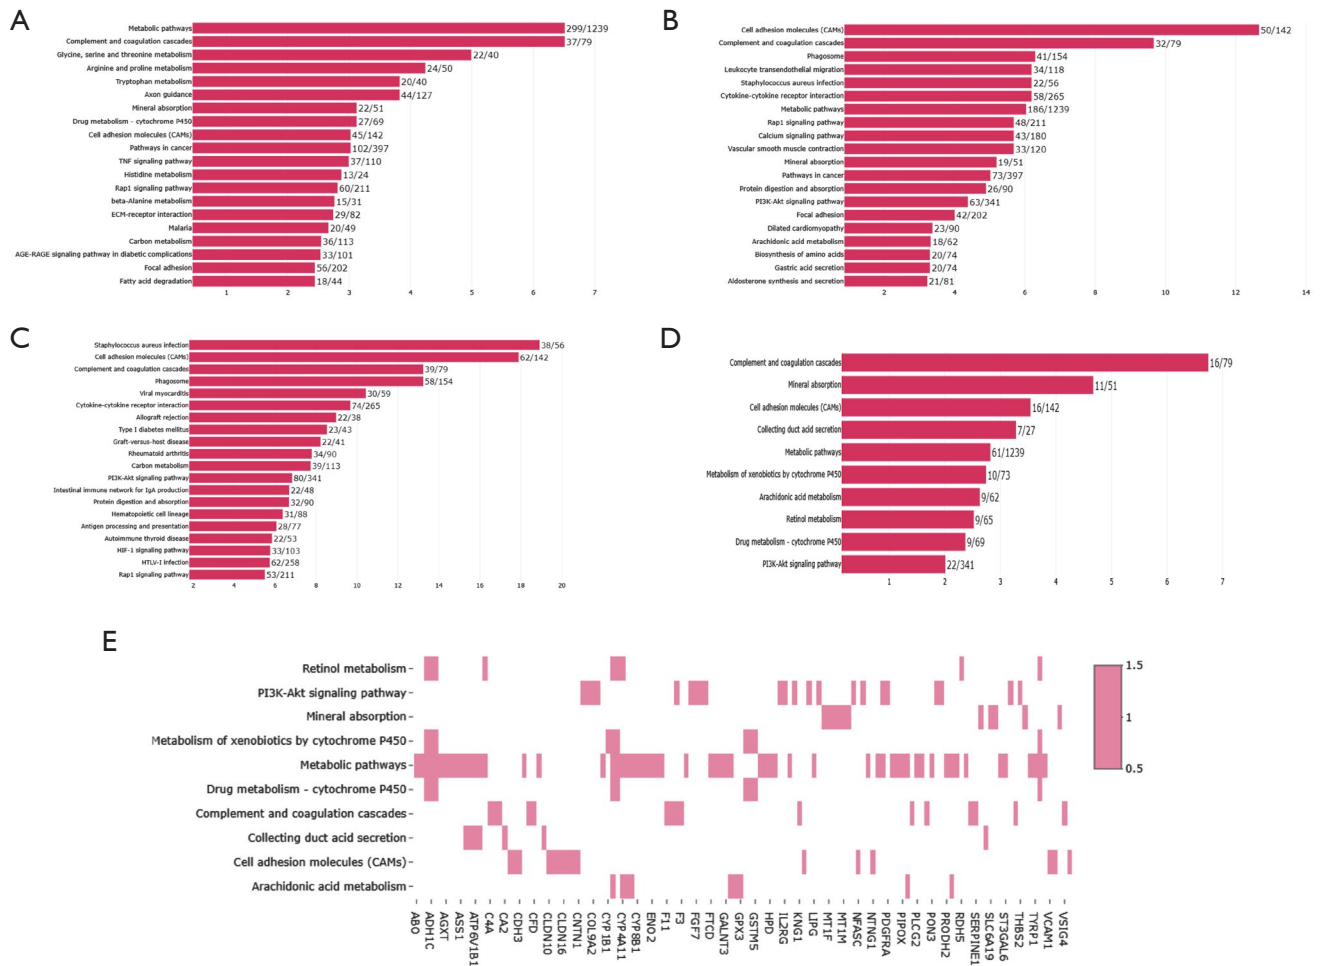 A
Metabolic pathways 299/1239
Complement and coagulation cascades 37/79
Glycine, serine and threonine metabolism 22/40
Arginine and proline metabolism 24/50
Tryptophan metabolism 20/40
Axon guidance 44/127
Mineral absorption 22/51
Drug metabolism - cytochrome P450 27/69
Cell adhesion molecules (CAMs) 45/142
Pathways in cancer 102/397
TNF signaling pathway 37/110
Histidine metabolism 13/24
Rap1 signaling pathway 60/211
beta-Alanine metabolism 15/31
ECM-receptor interaction 29/82
Malaria 20/49
Carbon metabolism 36/113
AGE-RAGE signaling pathway in diabetic complications 33/101
Focal adhesion 56/202
Fatty acid degradation 18/44
1 2 3 4 5 6 7
B
Cell adhesion molecules (CAMs) 50/142
Complement and coagulation cascades 32/79
Phagosome 41/154
Leukocyte transendothelial migration 34/118
Staphylococcus aureus infection 22/56
Cytokine-cytokine receptor interaction 58/265
Metabolic pathways 186/1239
Rap1 signaling pathway 48/211
Calcium signaling pathway 43/180
Vascular smooth muscle contraction 33/120
Mineral absorption 19/51
Pathways in cancer 73/397
Protein digestion and absorption 26/90
PI3K-Akt signaling pathway 63/341
Focal adhesion 42/202
Dilated cardiomyopathy 23/90
Arachidonic acid metabolism 18/62
Biosynthesis of amino acids 20/74
Gastric acid secretion 20/74
Aldosterone synthesis and secretion 21/81
2 4 6 8 10 12 14
C
Staphylococcus aureus infection 38/56
Cell adhesion molecules (CAMs) 62/142
Complement and coagulation cascades 39/79
Phagosome 58/154
Viral myocarditis 30/59
Cytokine-cytokine receptor interaction 74/265
Allograft rejection 22/38
Type I diabetes mellitus 23/43
Graft-versus-host disease 22/41
Rheumatoid arthritis 34/90
Carbon metabolism 39/113
PI3K-Akt signaling pathway 80/341
Intestinal immune network for IgA production 22/48
Protein digestion and absorption 32/90
Hematopoietic cell lineage 31/88
Antigen processing and presentation 28/77
Autoimmune thyroid disease 22/53
HIF-1 signaling pathway 33/103
HTLV-I infection 62/258
Rap1 signaling pathway 53/211
2 4 6 8 10 12 14 16 18 20
D
Complement and coagulation cascades 16/79
Mineral absorption 11/51
Cell adhesion molecules (CAMs) 16/142
Collecting duct acid secretion 7/27
Metabolic pathways 61/1239
Metabolism of xenobiotics by cytochrome P450 10/73
Arachidonic acid metabolism 9/62
Retinol metabolism 9/65
Drug metabolism - cytochrome P450 9/69
PI3K-Akt signaling pathway 22/341
1 2 3 4 5 6 7
E
Retinol metabolism
PI3K-Akt signaling pathway
Mineral absorption
Metabolism of xenobiotics by cytochrome P450
Metabolic pathways
Drug metabolism - cytochrome P450
Complement and coagulation cascades
Collecting duct acid secretion
Cell adhesion molecules (CAMs)
Arachidonic acid metabolism
ABO
ADH1C
AGXT
ASS1
ATP6V1B1
C4A
CA2
CDH3
CFD
CLDN10
CLDN16
CNTN1
COL9A2
CYP1B1
CYP4A11
CYP8B1
ENO2
F11
F3
FGF7
FTCD
GALNT3
GPX3
GSTM5
HPD
IL2RG
KNG1
LIPG
MT1F
MT1M
NFASC
NTNG1
PDGFRA
PIPOX
PLCG2
PON3
PRODH2
RDH5
SERPINE1
SLC6A19
ST3GAL6
THBS2
TYRP1
VCAM1
VSIG4
1.5
1
0.5